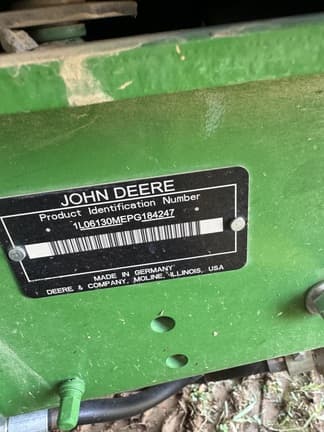 JOHN DEERE
Product Identification Number
1L06130MEPG184247
MADE IN GERMANY
DEERE & COMPANY, MOLINE, ILLINOIS, USA